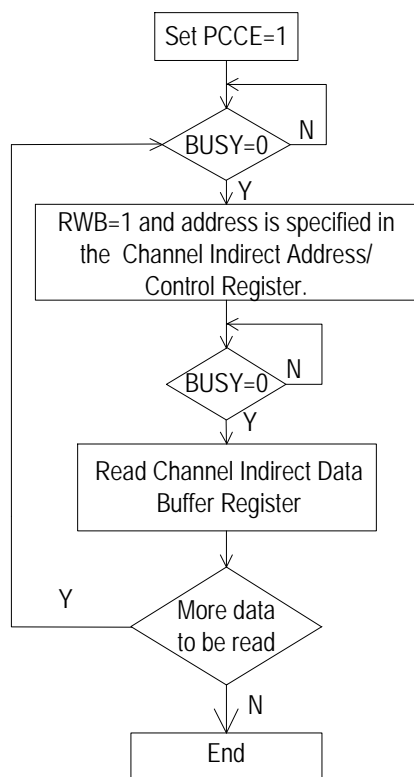 Set PCCE=1
N
BUSY=0
Y
RWB=1 and address is specified in
the Channel Indirect Address/
Control Register.
N
BUSY=0
Y
Read Channel Indirect Data
Buffer Register
Y
More data
to be read
N
End